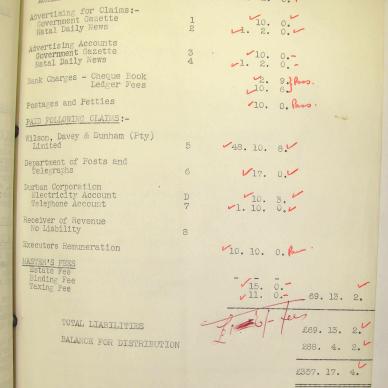 Advertising for Claims:-
Government Gazette 1 10. 0.-
Natal Daily News 2 1. 2. 0.-
Advertising Accounts
Government Gazette 3 10. 0.-
Natal Daily News 4 1. 2. 0.-
Bank Charges - Cheque Book 2. 9.
Ledger Fees 10. 6.
Postages and Petties 10. 0.
PAID FOLLOWING CLAIMS:-
Wilson, Davey & Dunham (Pty)
Limited 5 48. 10. 8.
Department of Posts and
Telegraphs 6 17. 0.
Durban Corporation
Electricity Account D 10. 3.
Telephone Account 7 1. 10. 0.
Receiver of Revenue
No Liability 8
Executors Remuneration 10. 10. 0.
MASTER'S FEES
Estate Fee - - -
Binding Fee 15. 0.-
Taxing Fee 11. 0.- 69. 13. 2.
fees
TOTAL LIABILITIES £69. 13. 2.
BALANCE FOR DISTRIBUTION 4. 2.
£357. 17. 4.